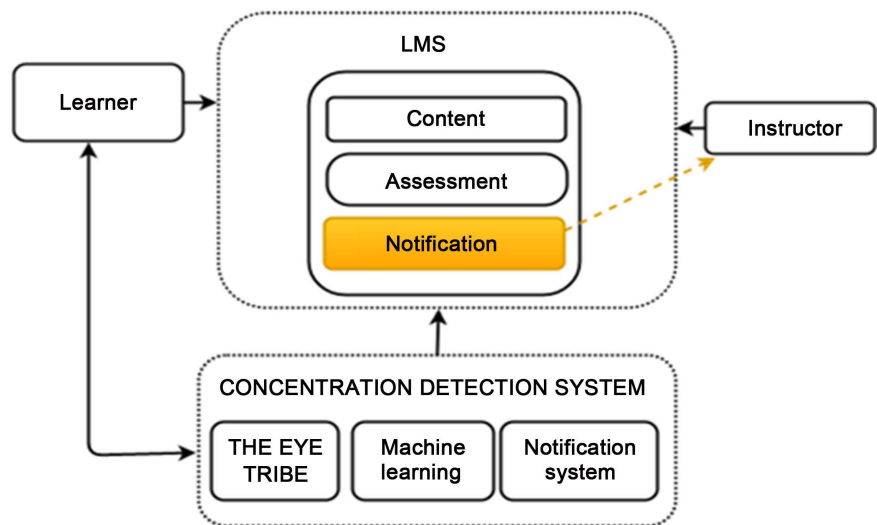 LMS
Learner
Content
Instructor
Assessment
Notification
CONCENTRATION DETECTION SYSTEM
THE EYE
TRIBE
Machine
learning
Notification
system